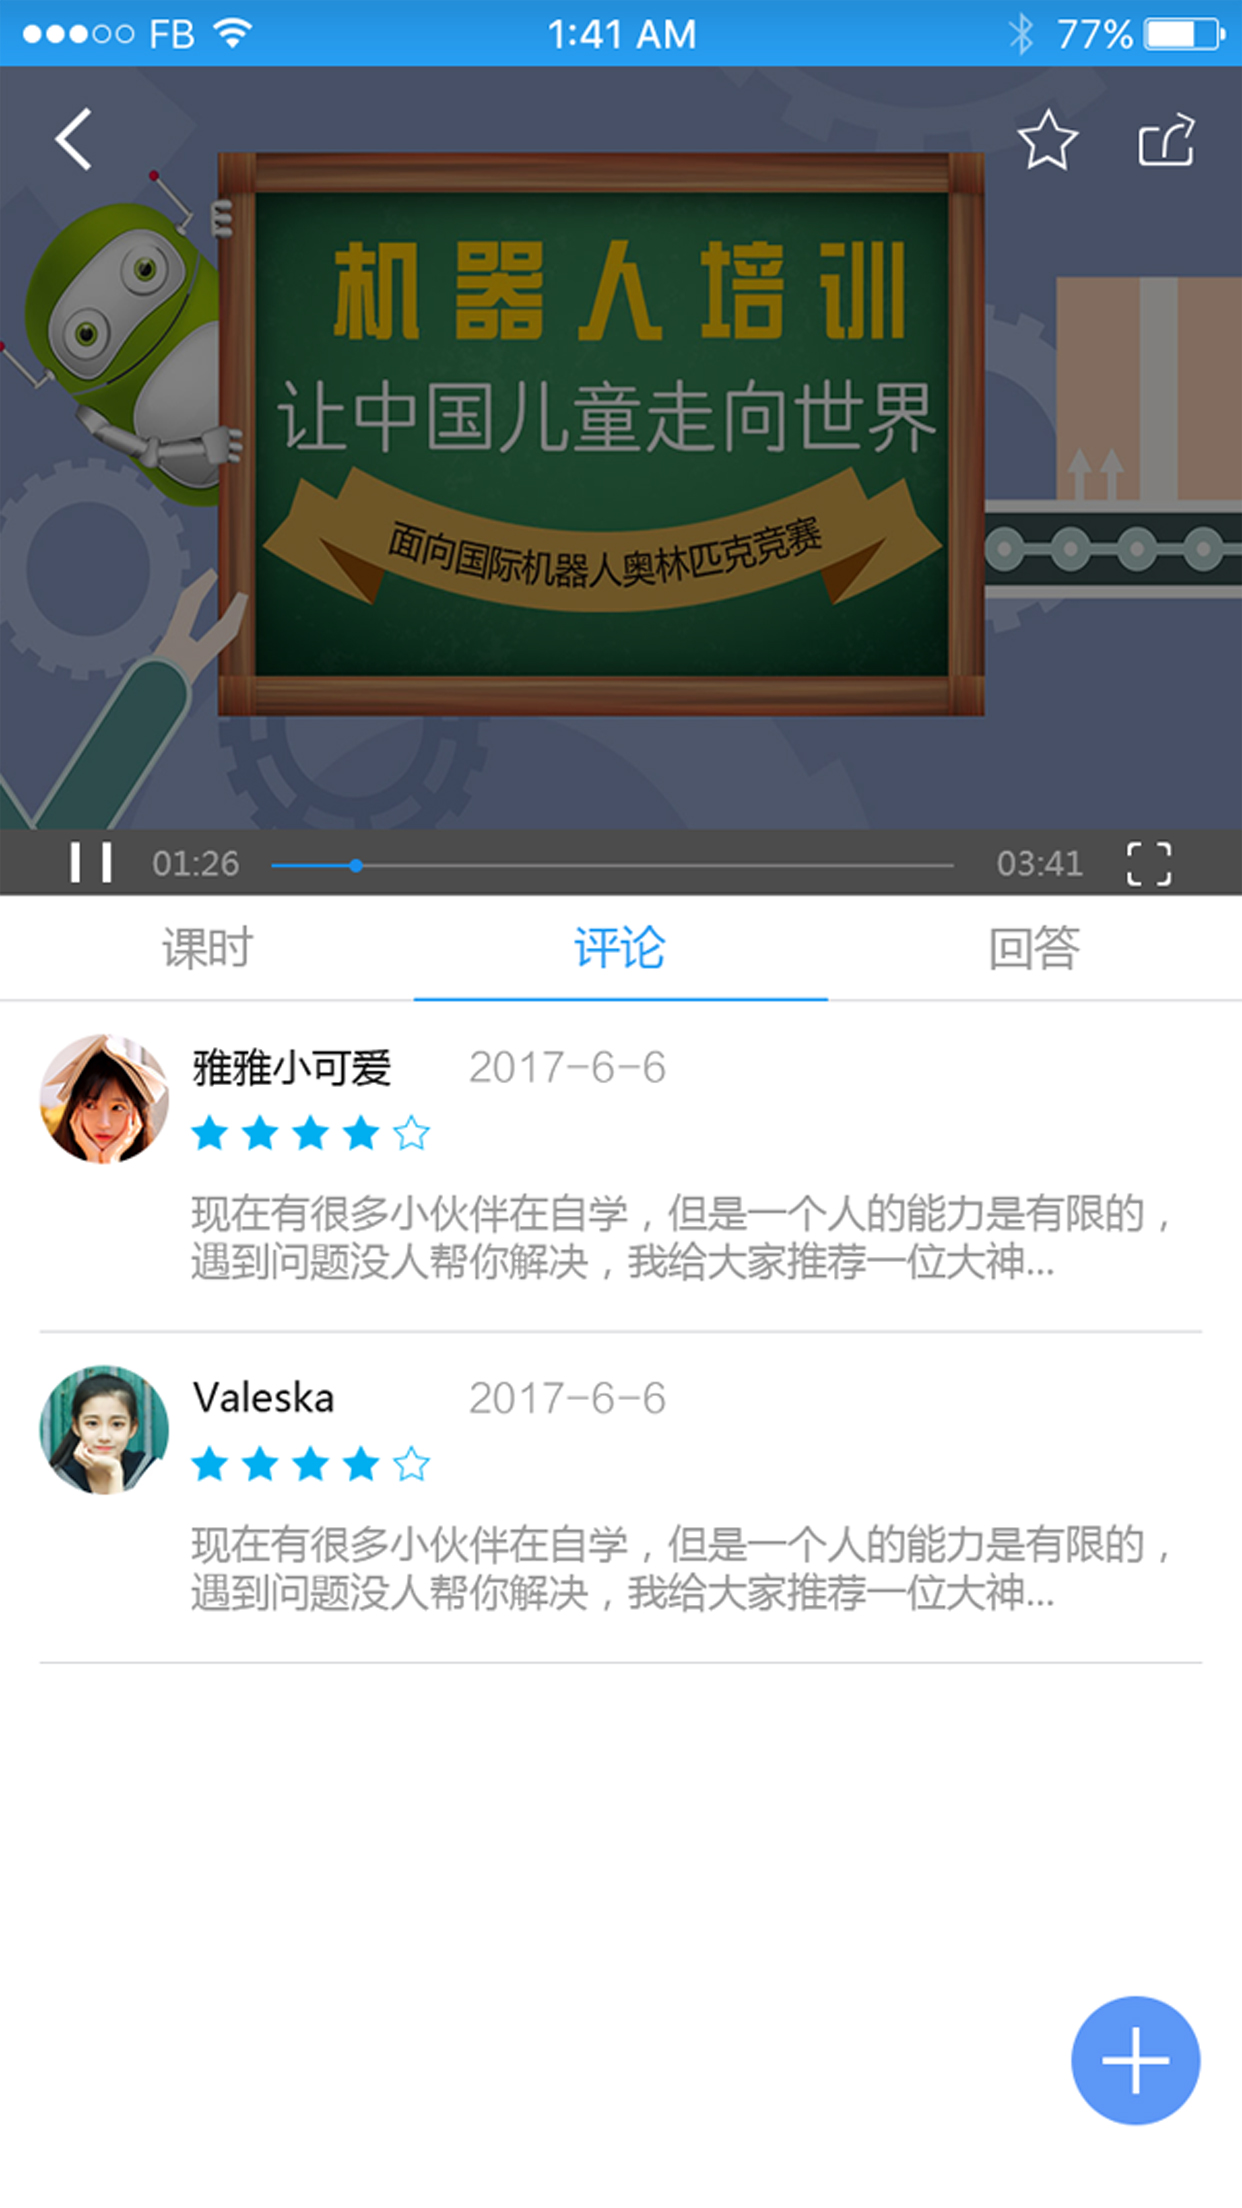 FB 1:41 AM 77%
机器人培训
让中国儿童走向世界
面向国际机器人奥林匹克竞赛
01:26 03:41
课时 评论 回答
雅雅小可爱 2017-6-6
现在有很多小伙伴在自学，但是一个人的能力是有限的，
遇到问题没人帮你解决，我给大家推荐一位大神...
Valeska 2017-6-6
现在有很多小伙伴在自学，但是一个人的能力是有限的，
遇到问题没人帮你解决，我给大家推荐一位大神...